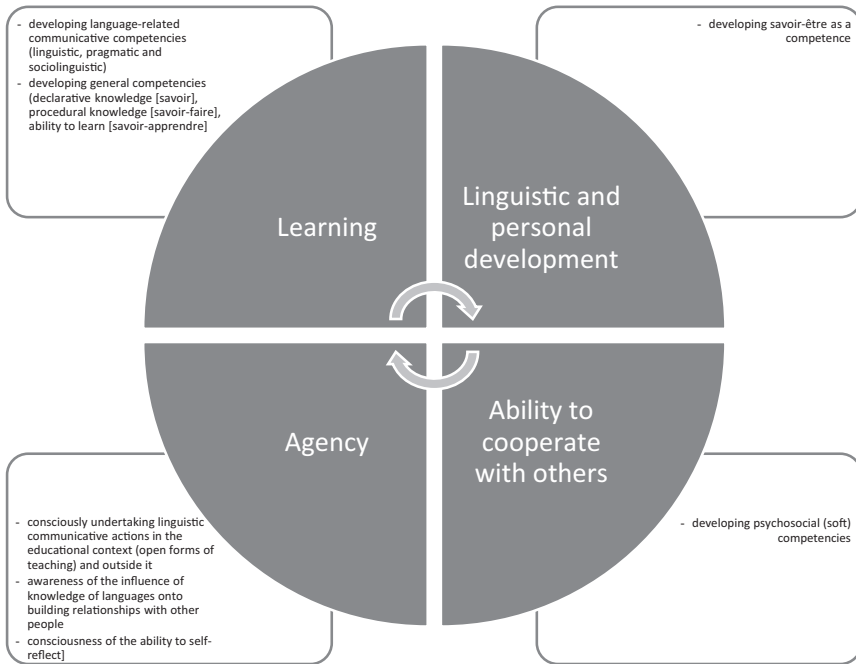 - developing language-related
communicative competencies
(linguistic, pragmatic and
sociolinguistic)
- developing general competencies
(declarative knowledge [savoir],
procedural knowledge [savoir-faire],
ability to learn [savoir-apprendre]
- developing savoir-être as a
competence
Learning
Linguistic and
personal
development
Agency
Ability to
cooperate
with others
- consciously undertaking linguistic
communicative actions in the
educational context (open forms of
teaching) and outside it
- awareness of the influence of
knowledge of languages onto
building relationships with other
people
- consciousness of the ability to self-
reflect]
- developing psychosocial (soft)
competencies